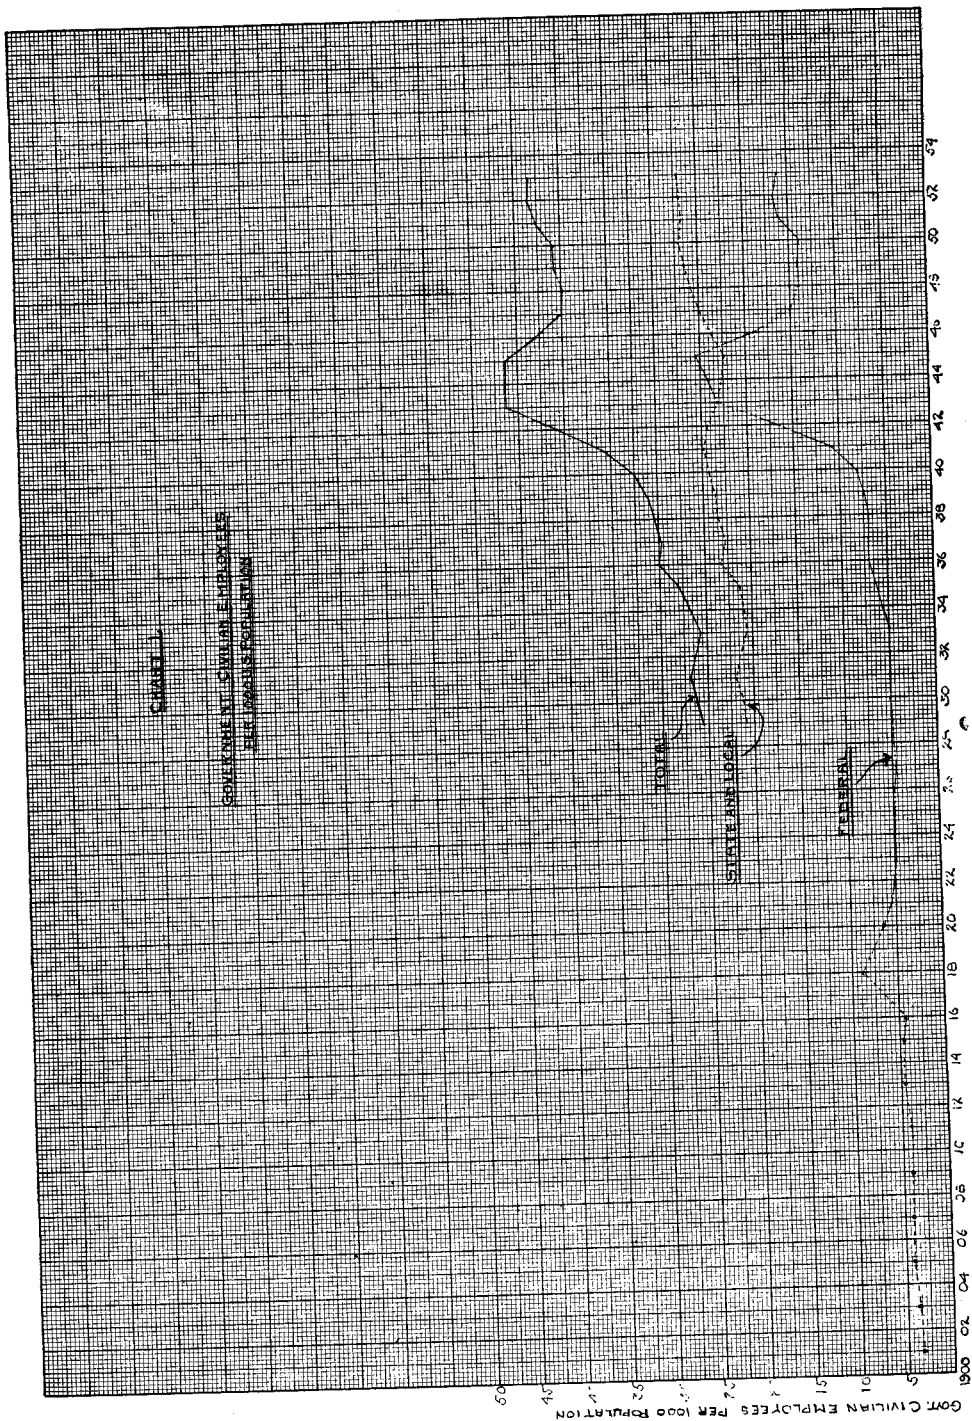 CHART 1
GOVERNMENT CIVILIAN EMPLOYEES
PER 1000 US POPULATION
TOTAL
STATE AND LOCAL
FEDERAL
GOVT. CIVILIAN EMPLOYEES PER 1000 POPULATION
50
45
35
15
10
5
1900 02 04 06 08 10 12 14 16 18 20 22 24 30 32 34 36 38 40 42 44 46 48 50 52 54